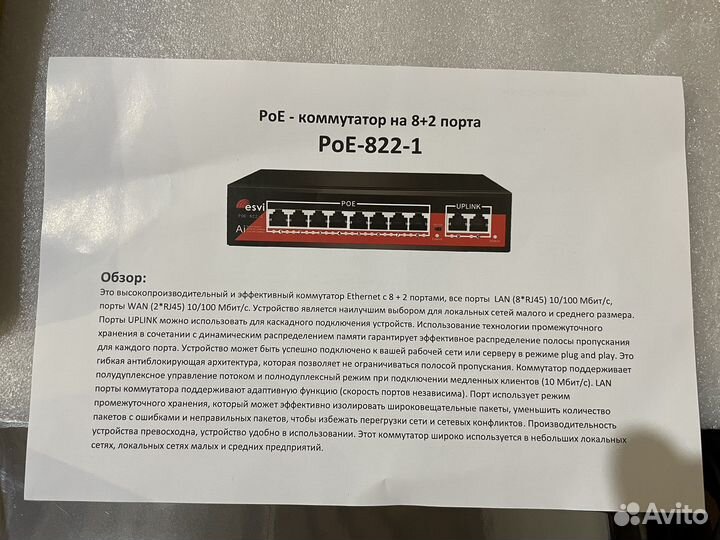 PoE - коммутатор на 8+2 порта
PoE-822-1
POE
UPLINK
esvi
PoE-822-1
Ai
Обзор:
Это высокопроизводительный и эффективный коммутатор Ethernet с 8 + 2 портами, все порты LAN (8*RJ45) 10/100 Мбит/с,
порты WAN (2*RJ45) 10/100 Мбит/с. Устройство является наилучшим выбором для локальных сетей малого и среднего размера.
Порты UPLINK можно использовать для каскадного подключения устройств. Использование технологии промежуточного
хранения в сочетании с динамическим распределением памяти гарантирует эффективное распределение полосы пропускания
для каждого порта. Устройство может быть успешно подключено к вашей рабочей сети или серверу в режиме plug and play. Это
гибкая антиблокирующая архитектура, которая позволяет не ограничиваться полосой пропускания. Коммутатор поддерживает
полудуплексное управление потоком и полнодуплексный режим при подключении медленных клиентов (10 Мбит/с). LAN
порты коммутатора поддерживают адаптивную функцию (скорость портов независима). Порт использует режим
промежуточного хранения, который может эффективно изолировать широковещательные пакеты, уменьшить количество
пакетов с ошибками и неправильных пакетов, чтобы избежать перегрузки сети и сетевых конфликтов. Производительность
устройства превосходна, устройство удобно в использовании. Этот коммутатор широко используется в небольших локальных
сетях, локальных сетях малых и средних предприятий.
Avito